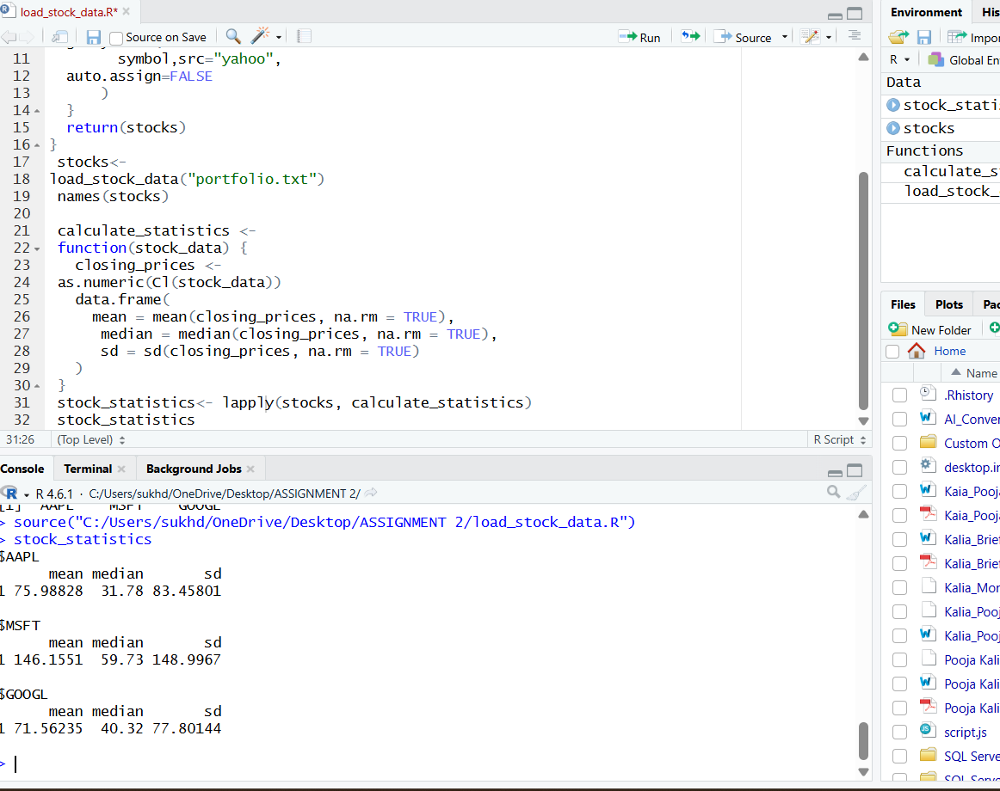 load_stock_data.R*
Source on Save
Run
Source
11 symbol,src="yahoo",
12 auto.assign=FALSE
13 )
14 }
15 return(stocks)
16 }
17 stocks<-
18 load_stock_data("portfolio.txt")
19 names(stocks)
20
21 calculate_statistics <-
22 function(stock_data) {
23 closing_prices <-
24 as.numeric(Cl(stock_data))
25 data.frame(
26 mean = mean(closing_prices, na.rm = TRUE),
27 median = median(closing_prices, na.rm = TRUE),
28 sd = sd(closing_prices, na.rm = TRUE)
29 )
30 }
31 stock_statistics<- lapply(stocks, calculate_statistics)
32 stock_statistics
31:26 (Top Level) R Script
Console Terminal Background Jobs
R 4.6.1 · C:/Users/sukhd/OneDrive/Desktop/ASSIGNMENT 2/
[1] "AAPL" "MSFT" "GOOGL"
> source("C:/Users/sukhd/OneDrive/Desktop/ASSIGNMENT 2/load_stock_data.R")
> stock_statistics
$AAPL
mean median sd
1 75.98828 31.78 83.45801
$MSFT
mean median sd
1 146.1551 59.73 148.9967
$GOOGL
mean median sd
1 71.56235 40.32 77.80144
>
Environment His
Impor
R Global En
Data
stock_stati
stocks
Functions
calculate_s
load_stock_
Files Plots Pac
New Folder
Home
Name
.Rhistory
AI_Conver
Custom O
desktop.in
Kaia_Pooja
Kaia_Pooja
Kalia_Brief
Kalia_Brief
Kalia_Mor
Kalia_Pooj
Kalia_Pooj
Pooja Kali
Pooja Kali
Pooja Kali
script.js
SQL Serve
SQL Serve